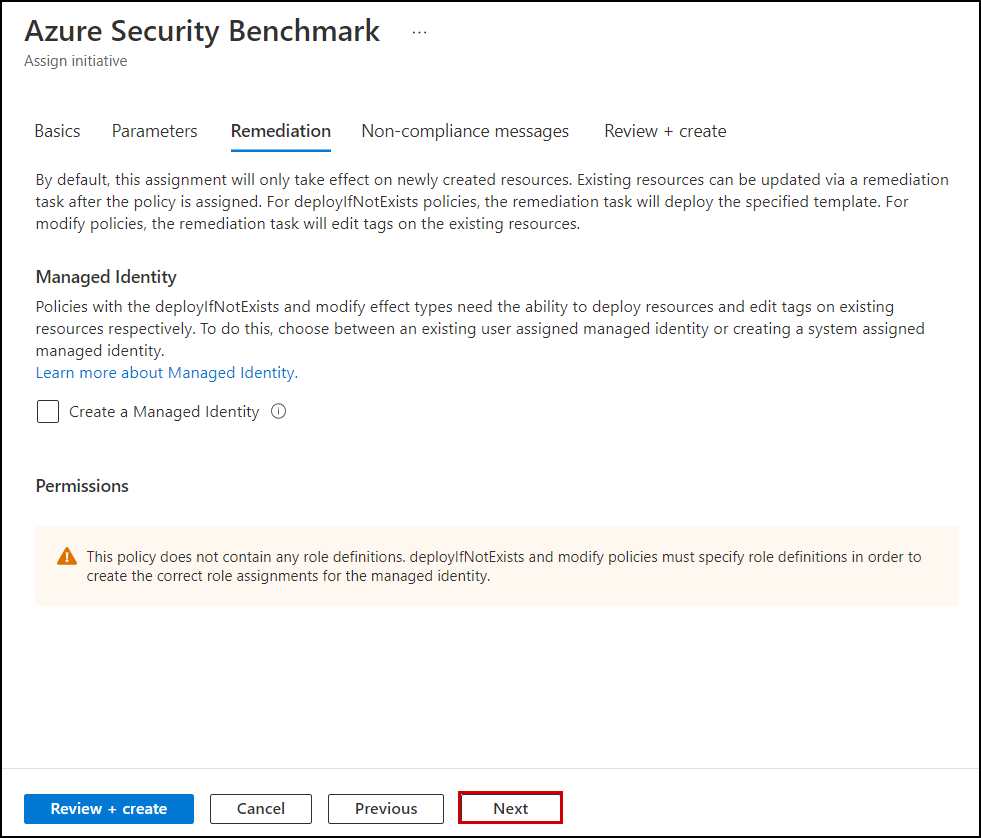 Azure Security Benchmark ...
Assign initiative
Basics Parameters Remediation Non-compliance messages Review + create
By default, this assignment will only take effect on newly created resources. Existing resources can be updated via a remediation
task after the policy is assigned. For deployIfNotExists policies, the remediation task will deploy the specified template. For
modify policies, the remediation task will edit tags on the existing resources.
Managed Identity
Policies with the deployIfNotExists and modify effect types need the ability to deploy resources and edit tags on existing
resources respectively. To do this, choose between an existing user assigned managed identity or creating a system assigned
managed identity.
Learn more about Managed Identity.
Create a Managed Identity
Permissions
This policy does not contain any role definitions. deployIfNotExists and modify policies must specify role definitions in order to
create the correct role assignments for the managed identity.
Review + create Cancel Previous Next